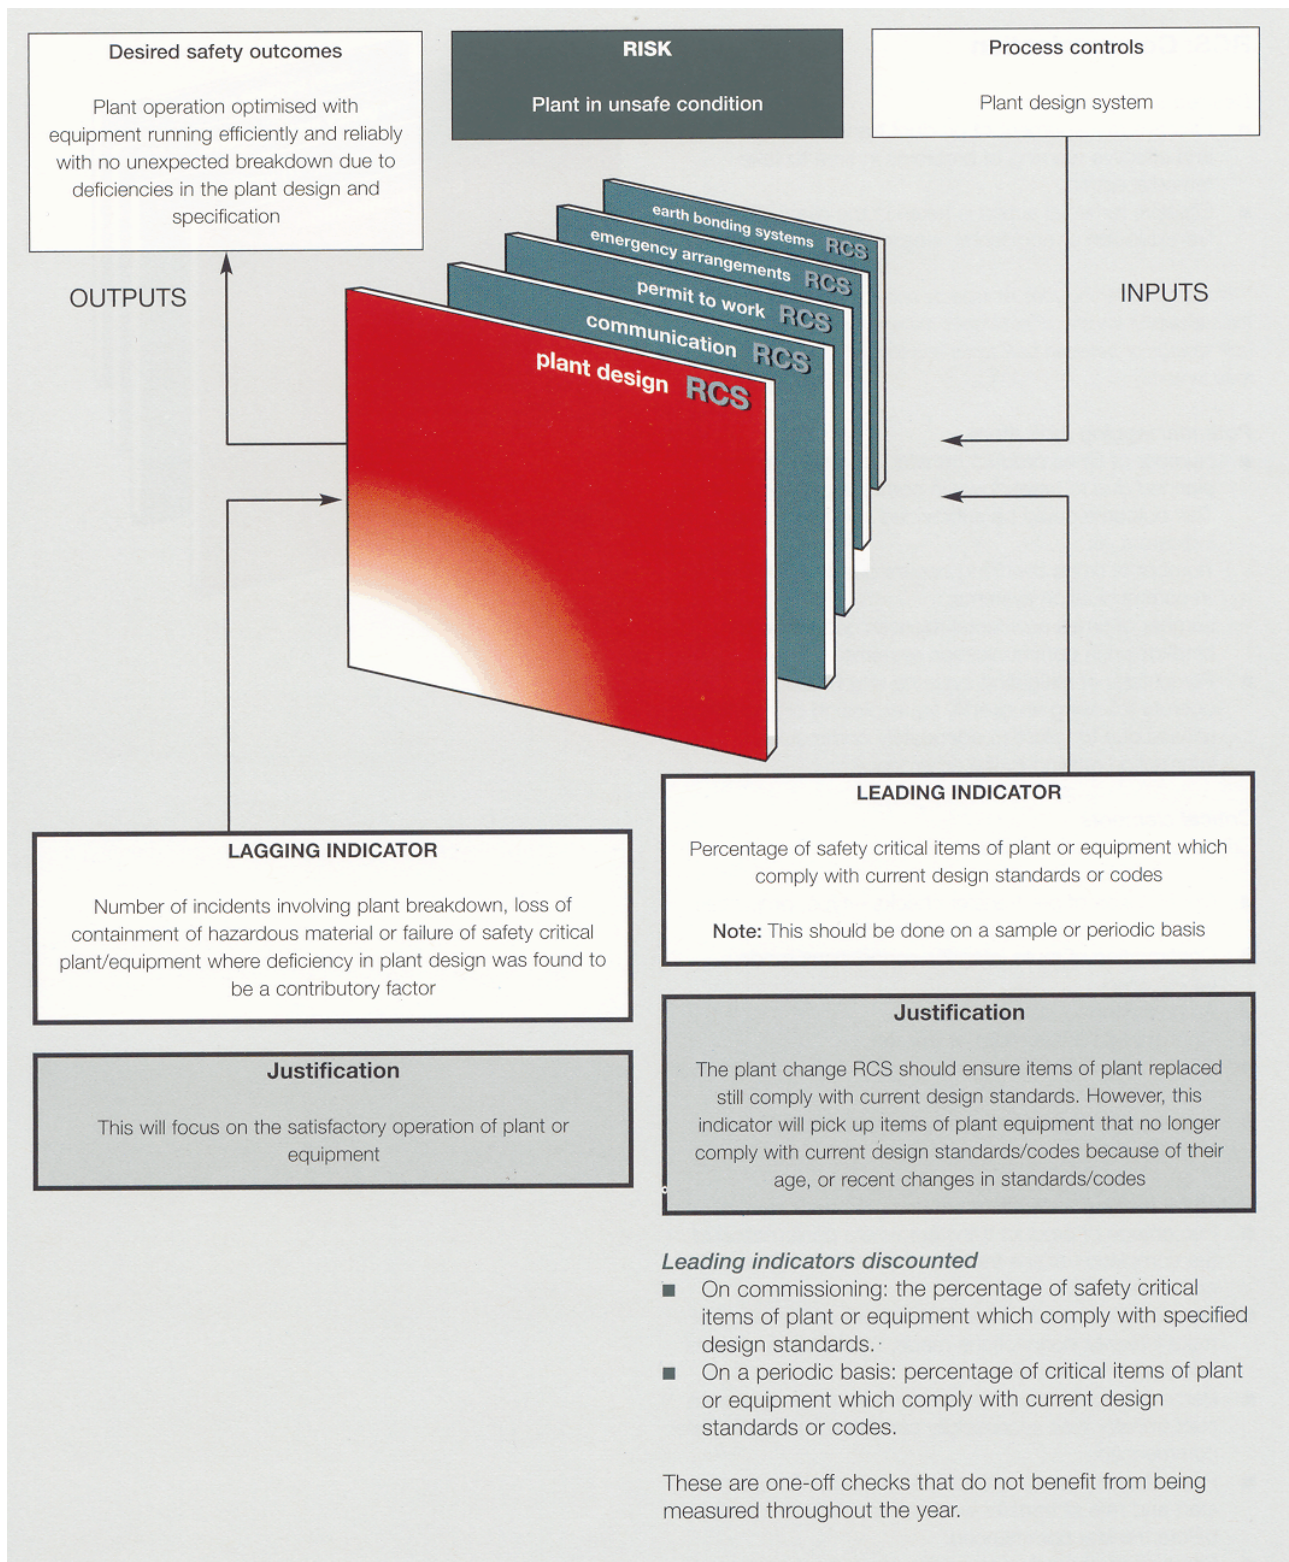 Desired safety outcomes
Plant operation optimised with
equipment running efficiently and reliably
with no unexpected breakdown due to
deficiencies in the plant design and
specification
RISK
Plant in unsafe condition
Process controls
Plant design system
OUTPUTS
INPUTS
earth bonding systems RCS
emergency arrangements RCS
permit to work RCS
communication RCS
plant design RCS
LAGGING INDICATOR
Number of incidents involving plant breakdown, loss of
containment of hazardous material or failure of safety critical
plant/equipment where deficiency in plant design was found to
be a contributory factor
Justification
This will focus on the satisfactory operation of plant or
equipment
LEADING INDICATOR
Percentage of safety critical items of plant or equipment which
comply with current design standards or codes
Note: This should be done on a sample or periodic basis
Justification
The plant change RCS should ensure items of plant replaced
still comply with current design standards. However, this
indicator will pick up items of plant equipment that no longer
comply with current design standards/codes because of their
age, or recent changes in standards/codes
Leading indicators discounted
■ On commissioning: the percentage of safety critical
items of plant or equipment which comply with specified
design standards.
■ On a periodic basis: percentage of critical items of plant
or equipment which comply with current design
standards or codes.
These are one-off checks that do not benefit from being
measured throughout the year.